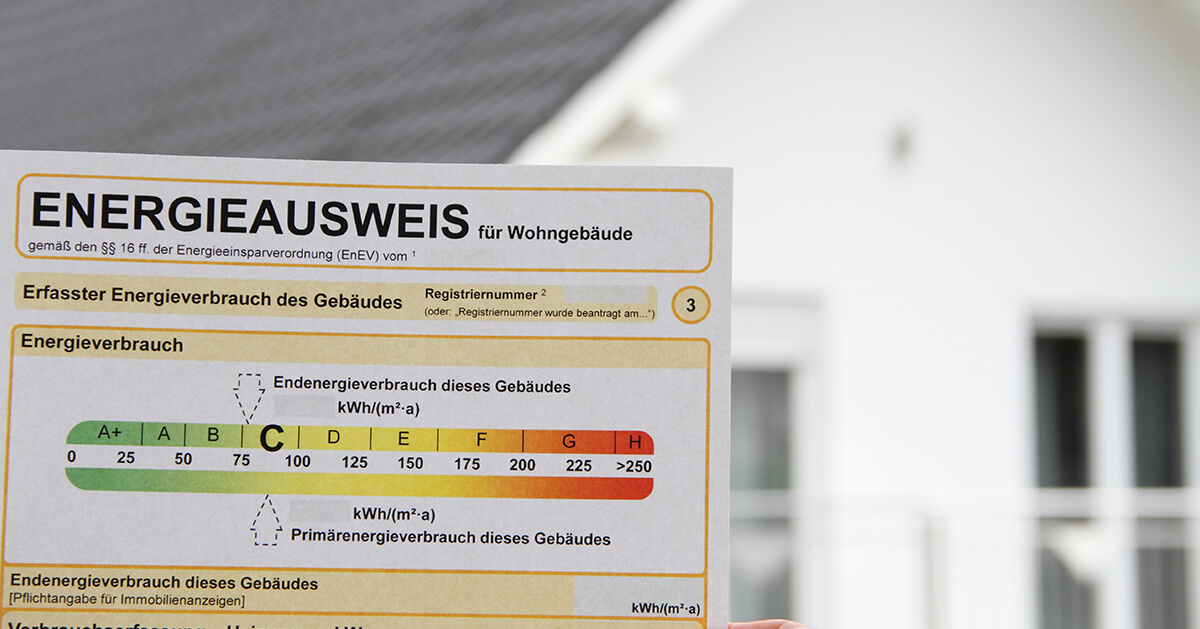 ENERGIEAUSWEIS für Wohngebäude
gemäß den §§ 16 ff. der Energieeinsparverordnung (EnEV) vom ¹
Erfasster Energieverbrauch des Gebäudes
Registriernummer ²
(oder: „Registriernummer wurde beantragt am...“)
3
Energieverbrauch
Endenergieverbrauch dieses Gebäudes
kWh/(m²·a)
A+ A B C D E F G H
0 25 50 75 100 125 150 175 200 225 >250
kWh/(m²·a)
Primärenergieverbrauch dieses Gebäudes
Endenergieverbrauch dieses Gebäudes
[Pflichtangabe für Immobilienanzeigen]
kWh/(m²·a)